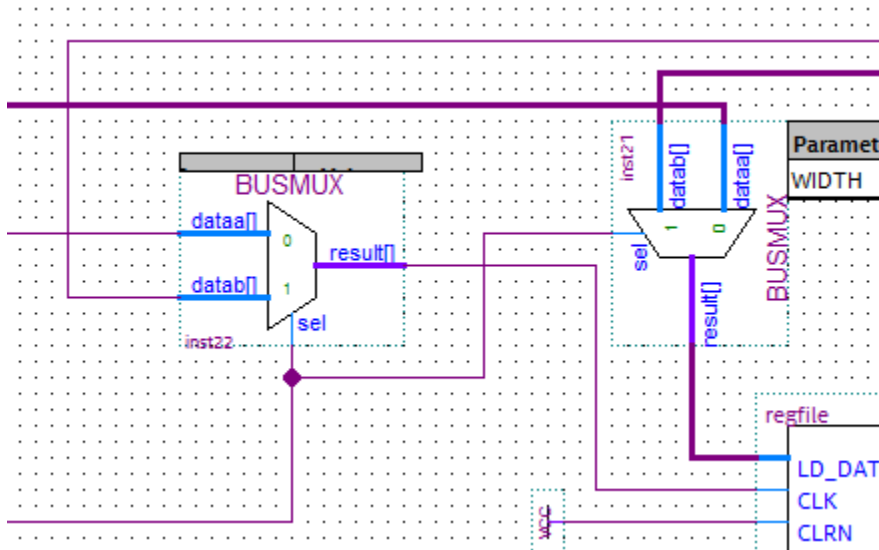 BUSMUX
dataa[]
0
result[]
datab[]
1
sel
inst22
inst21
datab[]
dataa[]
1
0
sel
BUSMUX
result[]
Paramet
WIDTH
regfile
LD_DAT
CLK
CLRN
VCC